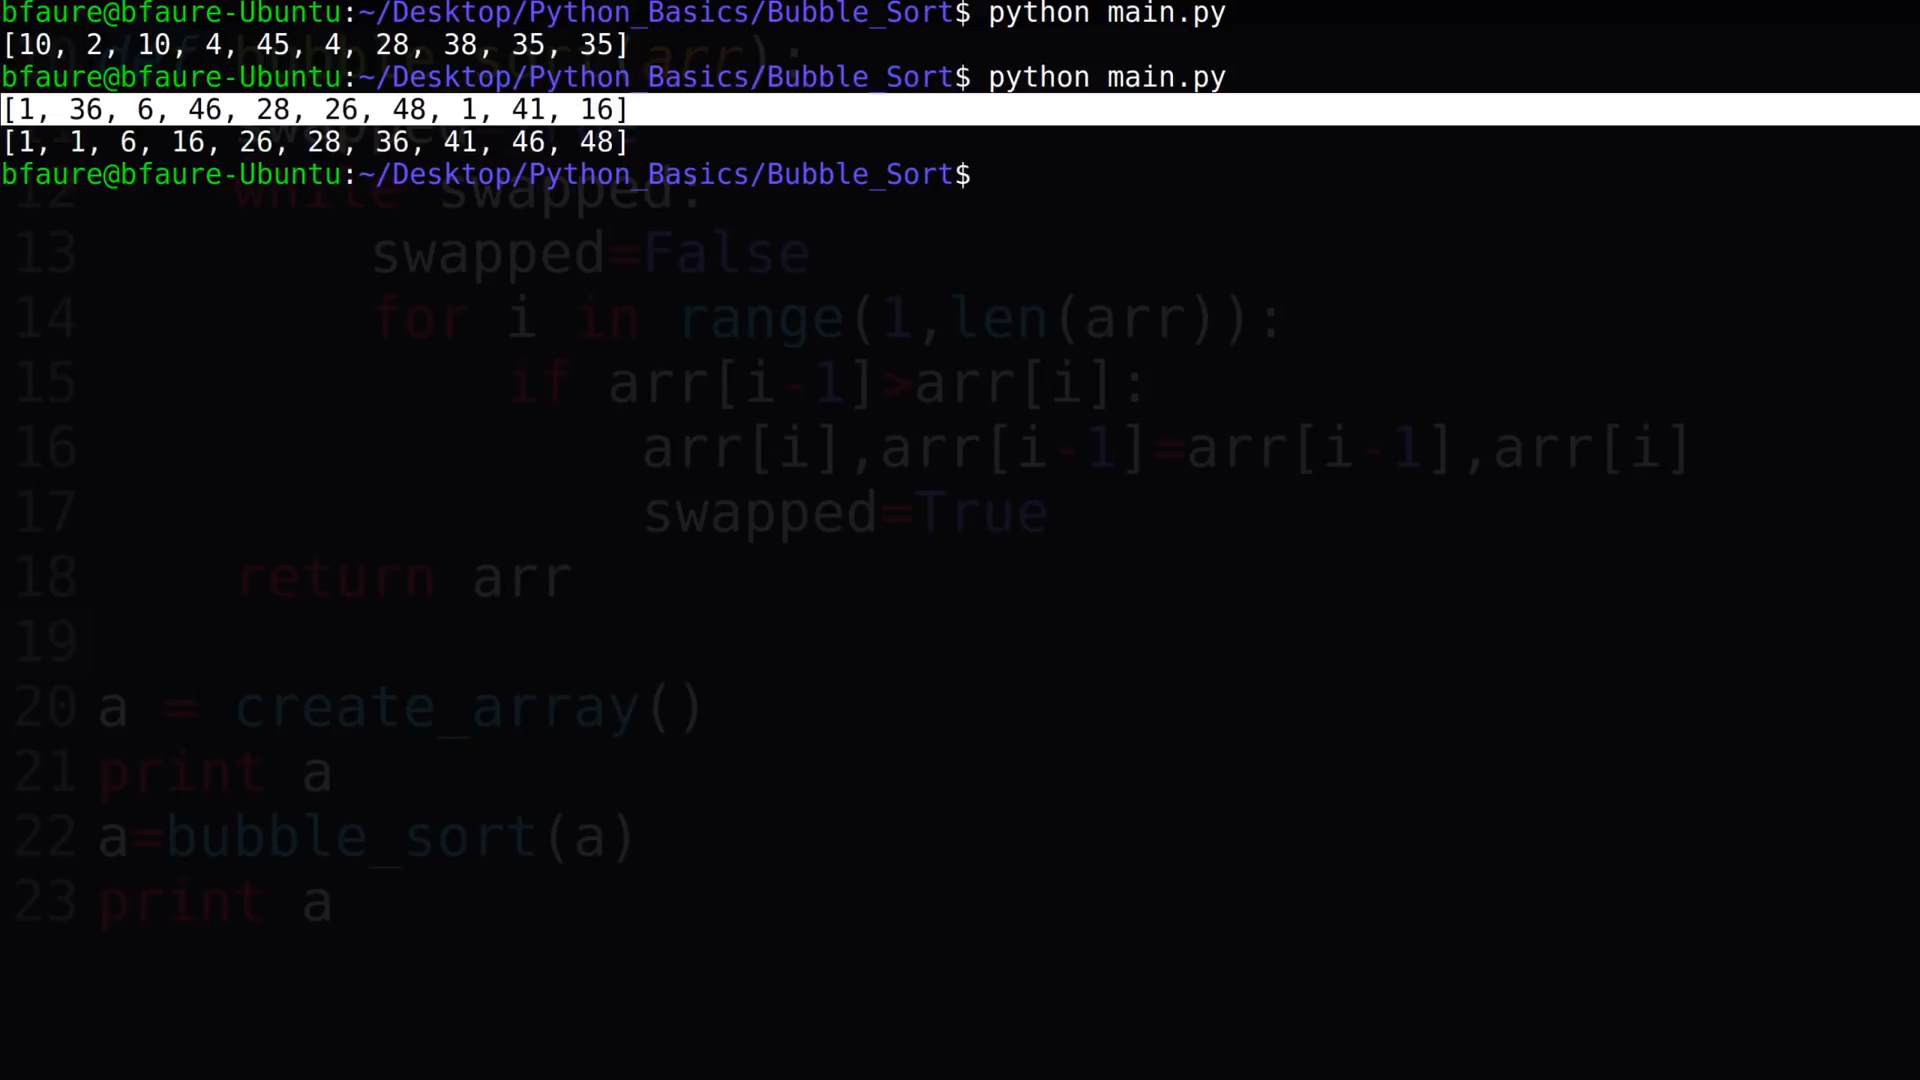 bfaure@bfaure-Ubuntu:~/Desktop/Python_Basics/Bubble_Sort$ python main.py
[10, 2, 10, 4, 45, 4, 28, 38, 35, 35]
bfaure@bfaure-Ubuntu:~/Desktop/Python_Basics/Bubble_Sort$ python main.py
[1, 36, 6, 46, 28, 26, 48, 1, 41, 16]
[1, 1, 6, 16, 26, 28, 36, 41, 46, 48]
bfaure@bfaure-Ubuntu:~/Desktop/Python_Basics/Bubble_Sort$
12 while swapped:
13 swapped=False
14 for i in range(1,len(arr)):
15 if arr[i-1]>arr[i]:
16 arr[i],arr[i-1]=arr[i-1],arr[i]
17 swapped=True
18 return arr
19
20 a = create_array()
21 print a
22 a=bubble_sort(a)
23 print a